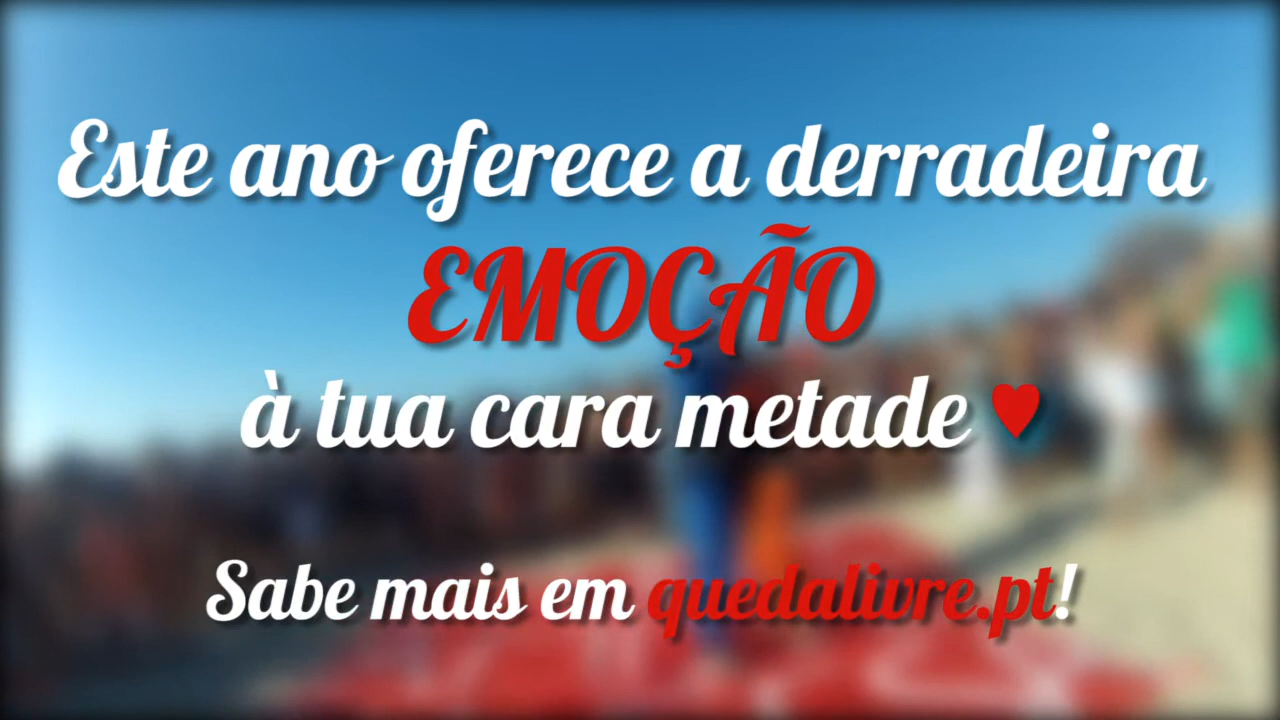 Este ano oferece a derradeira
EMOÇÃO
à tua cara metade ♥
Sabe mais em quedalivre.pt!